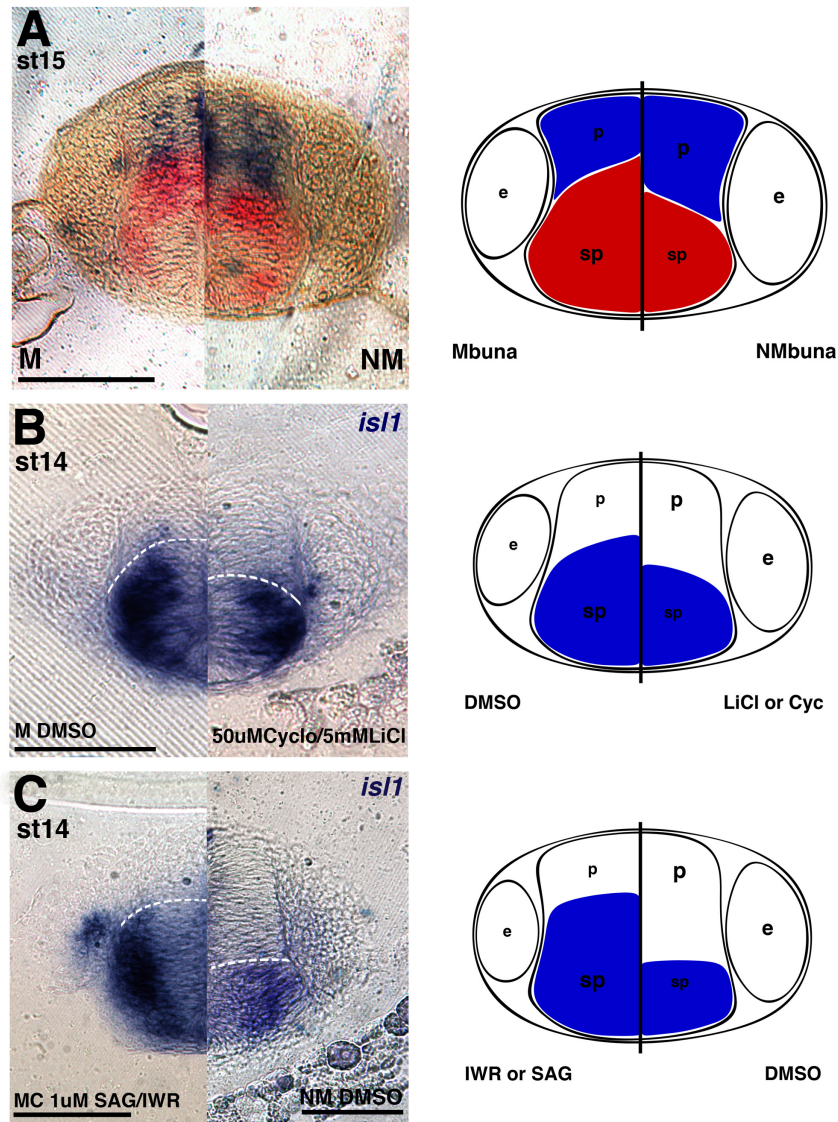 A
st15
M
NM
p
p
e
e
sp
sp
Mbuna
NMbuna
B
st14
isl1
M DMSO
50uMCyclo/5mMLiCl
p
p
e
e
sp
sp
DMSO
LiCl or Cyc
C
st14
isl1
MC 1uM SAG/IWR
NM DMSO
p
p
e
e
sp
sp
IWR or SAG
DMSO